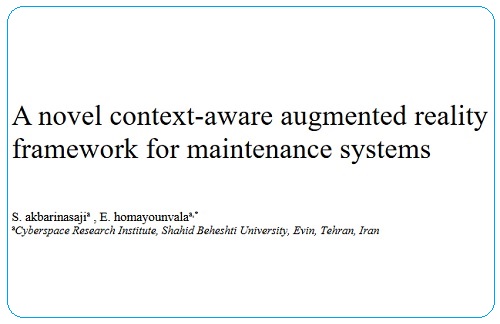 A novel context-aware augmented reality
framework for maintenance systems
S. akbarinasajiª , E. homayounvalaª,*
ªCyberspace Research Institute, Shahid Beheshti University, Evin, Tehran, Iran